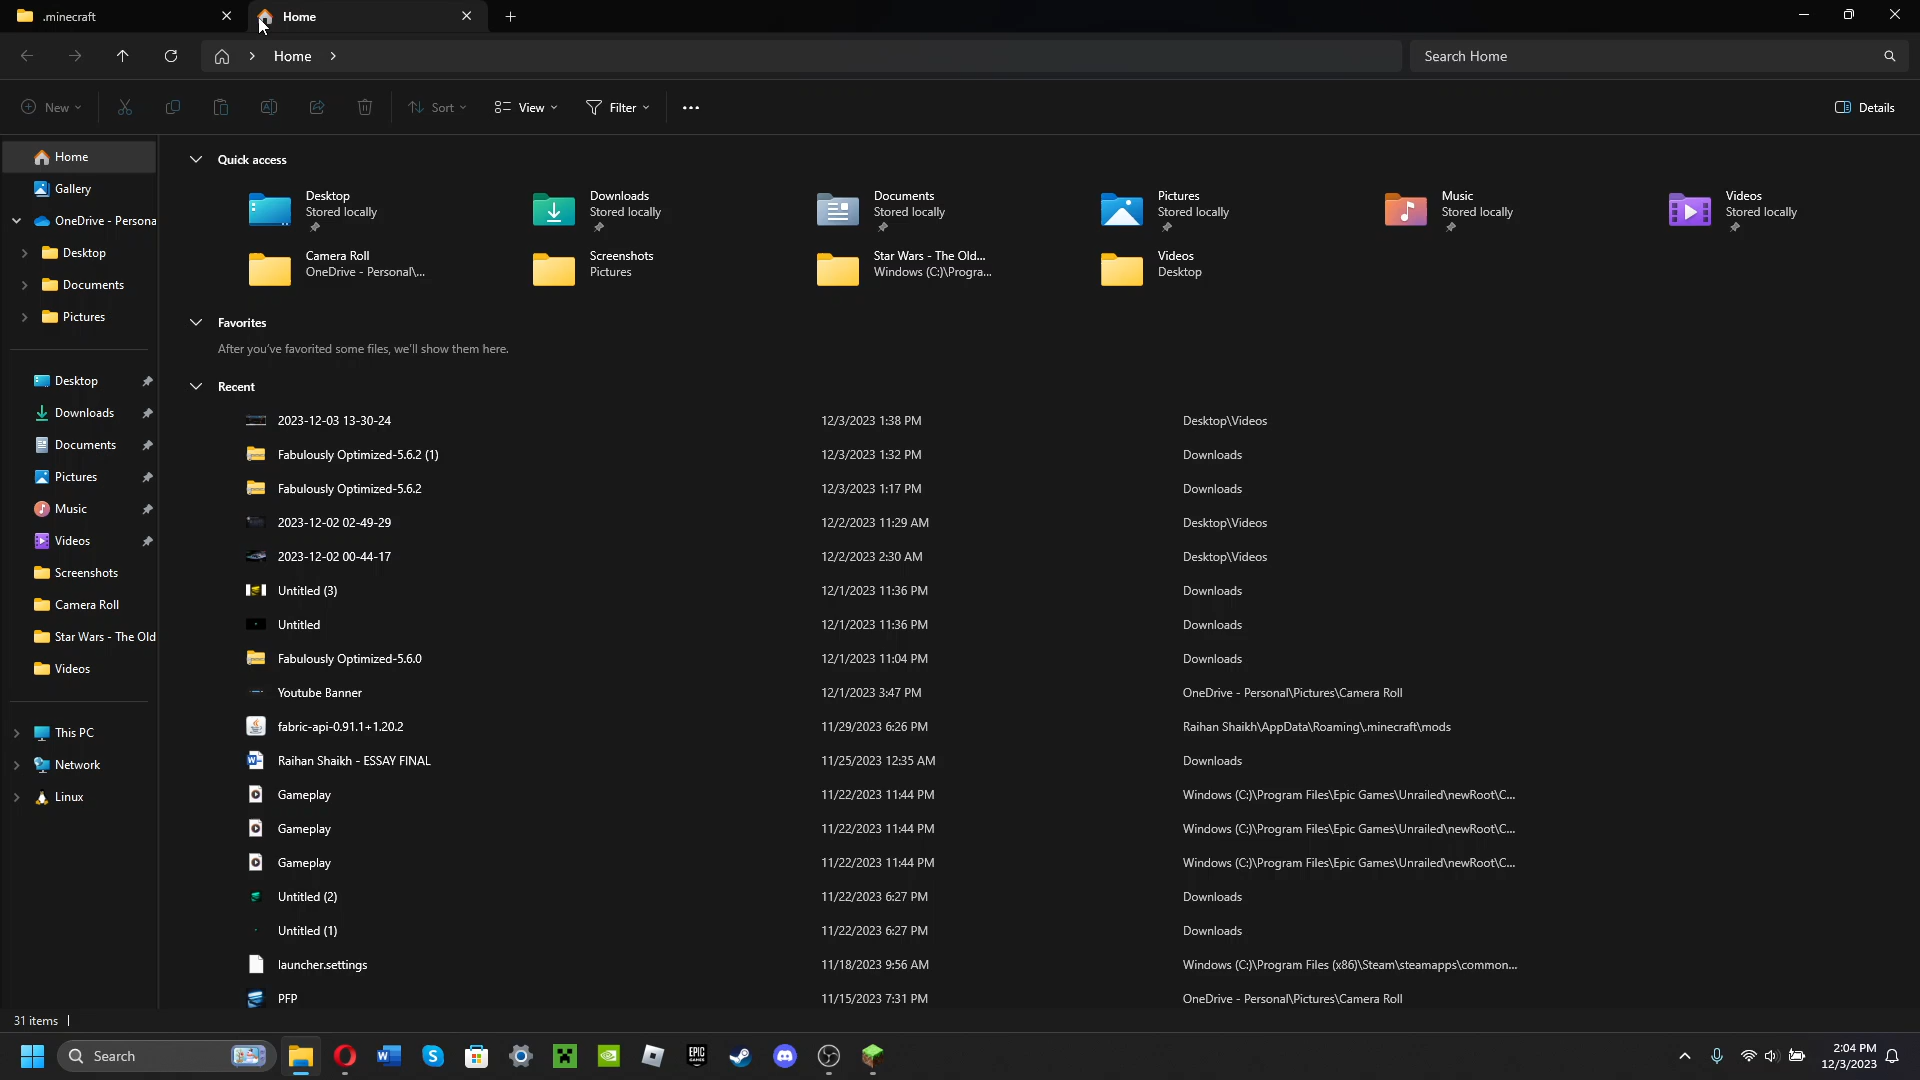 .minecraft
Home
Home
Search Home
New
Sort
View
Filter
Details
Home
Gallery
OneDrive - Persona
Desktop
Documents
Pictures
Desktop
Downloads
Documents
Pictures
Music
Videos
Screenshots
Camera Roll
Star Wars - The Old
Videos
This PC
Network
Linux
Quick access
Desktop
Stored locally
Downloads
Stored locally
Documents
Stored locally
Pictures
Stored locally
Music
Stored locally
Videos
Stored locally
Camera Roll
OneDrive - Personal\...
Screenshots
Pictures
Star Wars - The Old...
Windows (C:)\Progra...
Videos
Desktop
Favorites
After you've favorited some files, we'll show them here.
Recent
2023-12-03 13-30-24 12/3/2023 1:38 PM Desktop\Videos
Fabulously Optimized-5.6.2 (1) 12/3/2023 1:32 PM Downloads
Fabulously Optimized-5.6.2 12/3/2023 1:17 PM Downloads
2023-12-02 02-49-29 12/2/2023 11:29 AM Desktop\Videos
2023-12-02 00-44-17 12/2/2023 2:30 AM Desktop\Videos
Untitled (3) 12/1/2023 11:36 PM Downloads
Untitled 12/1/2023 11:36 PM Downloads
Fabulously Optimized-5.6.0 12/1/2023 11:04 PM Downloads
Youtube Banner 12/1/2023 3:47 PM OneDrive - Personal\Pictures\Camera Roll
fabric-api-0.91.1+1.20.2 11/29/2023 6:26 PM Raihan Shaikh\AppData\Roaming\.minecraft\mods
Raihan Shaikh - ESSAY FINAL 11/25/2023 12:35 AM Downloads
Gameplay 11/22/2023 11:44 PM Windows (C:)\Program Files\Epic Games\Unrailed\newRoot\C...
Gameplay 11/22/2023 11:44 PM Windows (C:)\Program Files\Epic Games\Unrailed\newRoot\C...
Gameplay 11/22/2023 11:44 PM Windows (C:)\Program Files\Epic Games\Unrailed\newRoot\C...
Untitled (2) 11/22/2023 6:27 PM Downloads
Untitled (1) 11/22/2023 6:27 PM Downloads
launcher.settings 11/18/2023 9:56 AM Windows (C:)\Program Files (x86)\Steam\steamapps\common...
PFP 11/15/2023 7:31 PM OneDrive - Personal\Pictures\Camera Roll
31 items
Search
EPIC
GAMES
2:04 PM
12/3/2023